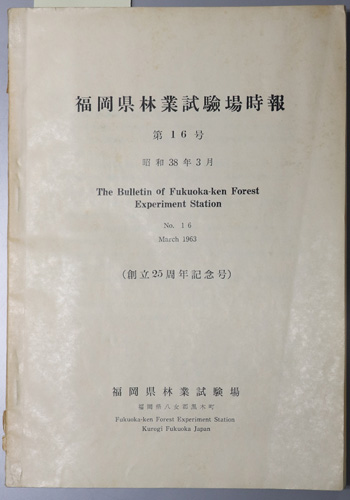 福岡県林業試験場時報
第16号
昭和38年3月
The Bulletin of Fukuoka-ken Forest
Experiment Station
No. 16
March 1963
(創立25周年記念号)
福岡県林業試験場
福岡県八女郡黒木町
Fukuoka-ken Forest Experiment Station
Kurogi Fukuoka Japan